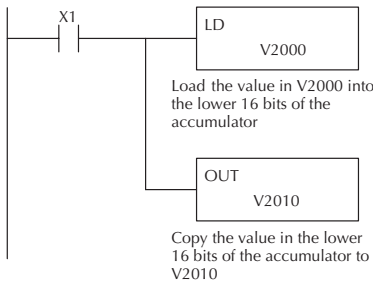 X1
LD
V2000
Load the value in V2000 into
the lower 16 bits of the
accumulator
OUT
V2010
Copy the value in the lower
16 bits of the accumulator to
V2010